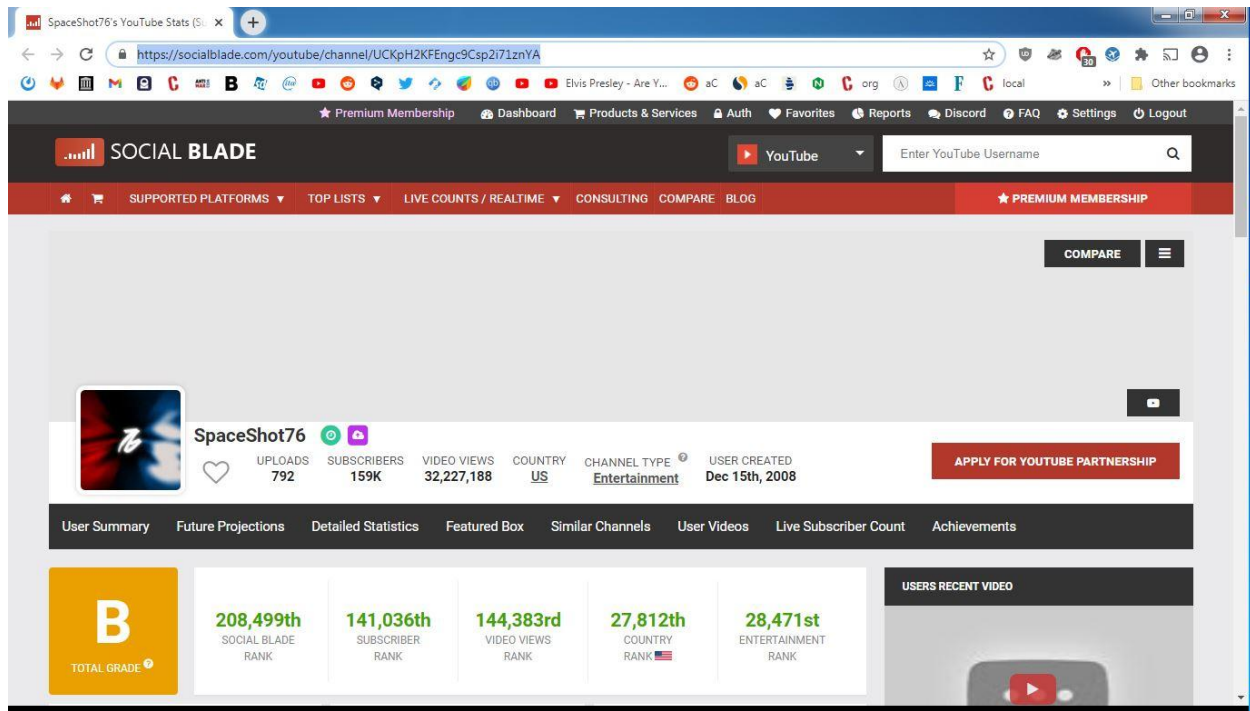 SpaceShot76's YouTube Stats (Su
https://socialblade.com/youtube/channel/UCKpH2KFEngc9Csp2i71znYA
30
Elvis Presley - Are Y... aC aC org local » Other bookmarks
Premium Membership Dashboard Products & Services Auth Favorites Reports Discord FAQ Settings Logout
SOCIAL BLADE YouTube Enter YouTube Username
SUPPORTED PLATFORMS TOP LISTS LIVE COUNTS / REALTIME CONSULTING COMPARE BLOG PREMIUM MEMBERSHIP
COMPARE
76
SpaceShot76
UPLOADS SUBSCRIBERS VIDEO VIEWS COUNTRY CHANNEL TYPE USER CREATED
792 159K 32,227,188 US Entertainment Dec 15th, 2008
APPLY FOR YOUTUBE PARTNERSHIP
User Summary Future Projections Detailed Statistics Featured Box Similar Channels User Videos Live Subscriber Count Achievements
B
TOTAL GRADE
208,499th 141,036th 144,383rd 27,812th 28,471st
SOCIAL BLADE SUBSCRIBER VIDEO VIEWS COUNTRY ENTERTAINMENT
RANK RANK RANK RANK RANK
USERS RECENT VIDEO